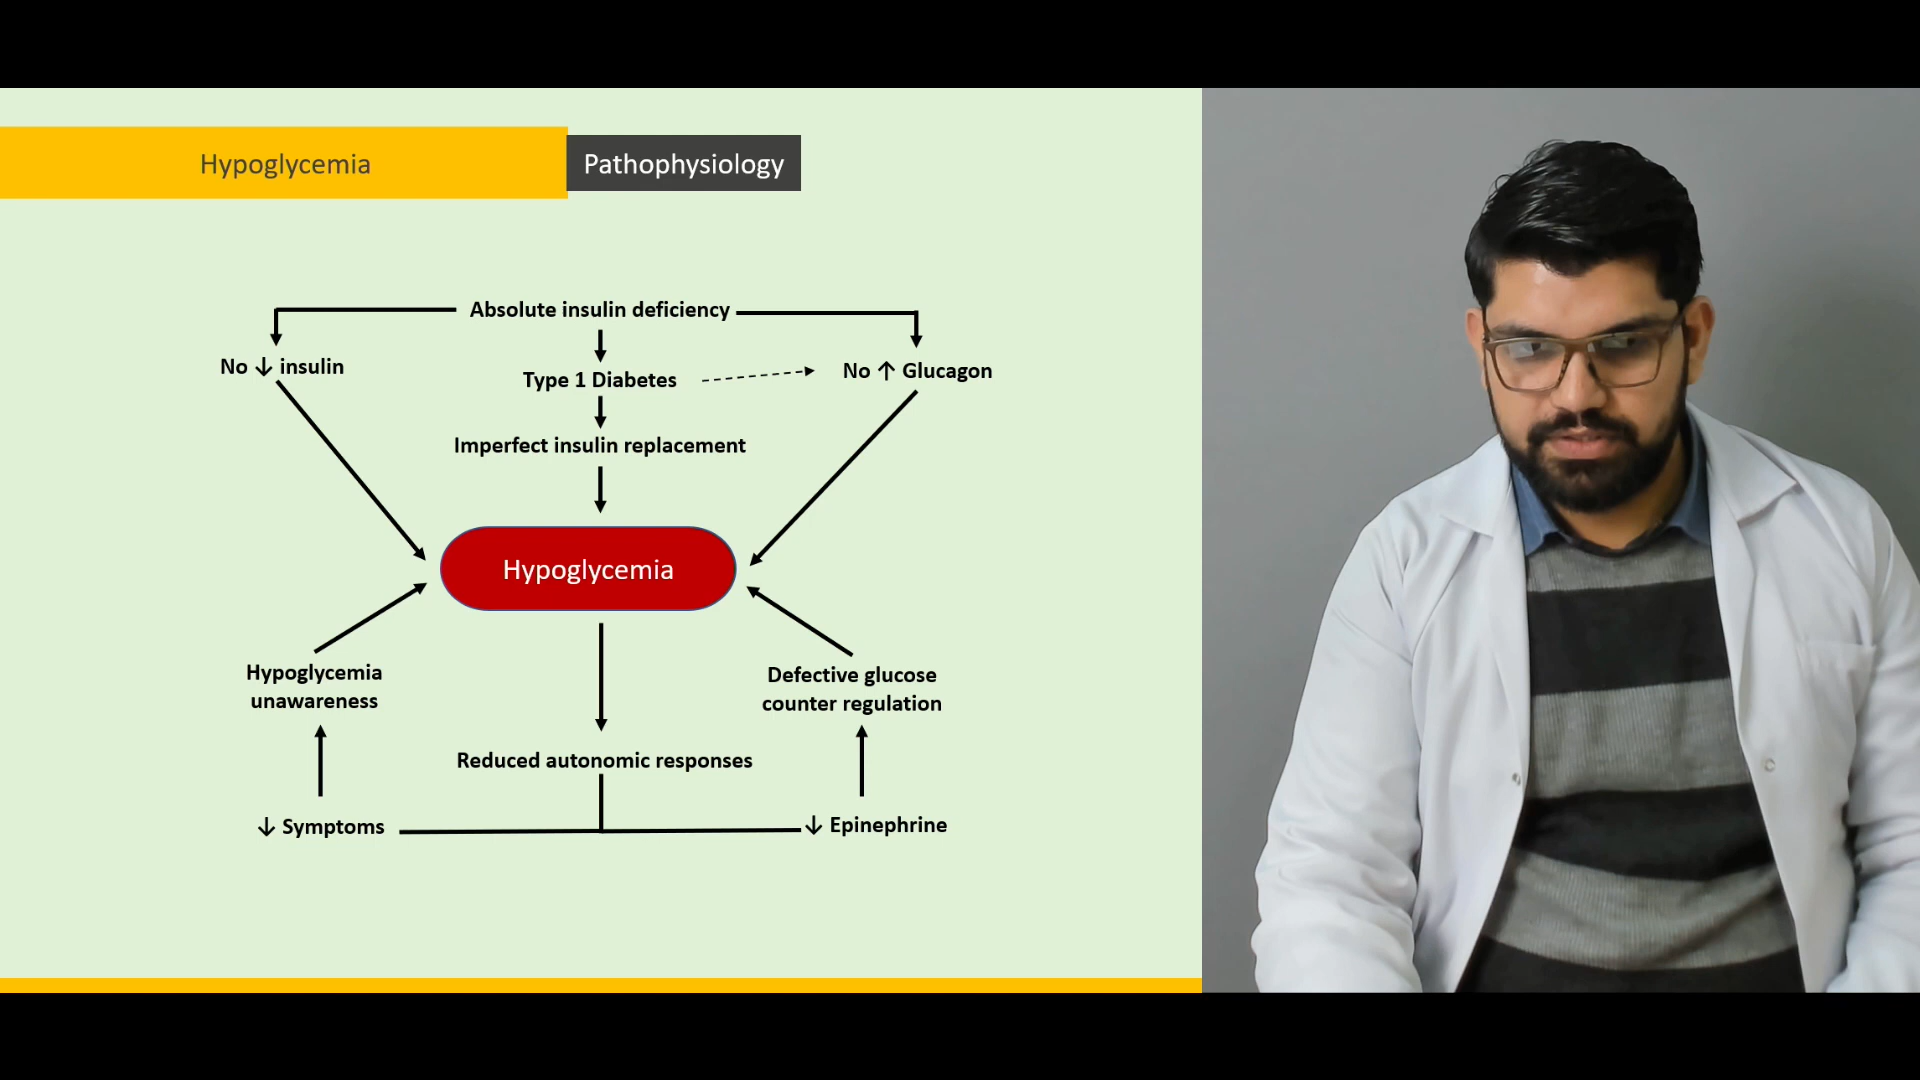 Hypoglycemia
Pathophysiology
Absolute insulin deficiency
No ↓ insulin
Type 1 Diabetes
No ↑ Glucagon
Imperfect insulin replacement
Hypoglycemia
Hypoglycemia
unawareness
Defective glucose
counter regulation
Reduced autonomic responses
↓ Symptoms
↓ Epinephrine